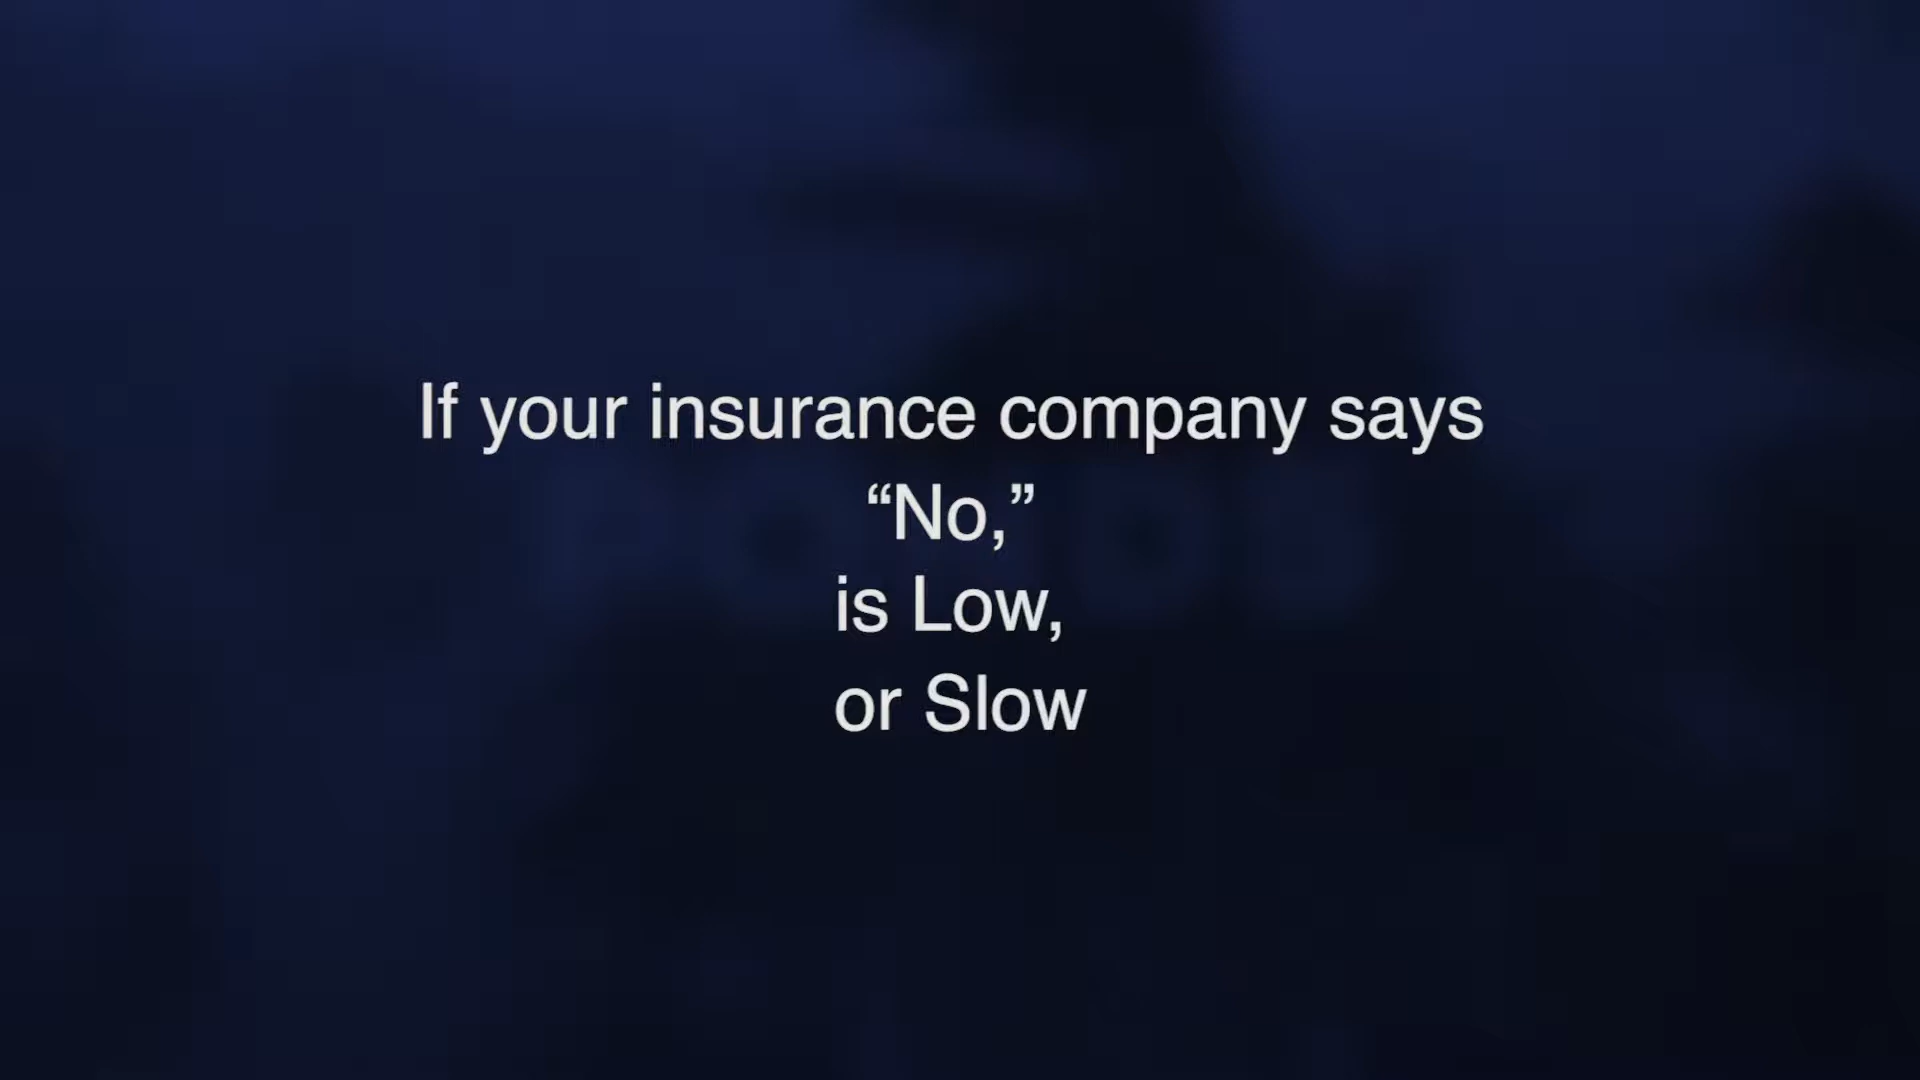 If your insurance company says
“No,”
is Low,
or Slow